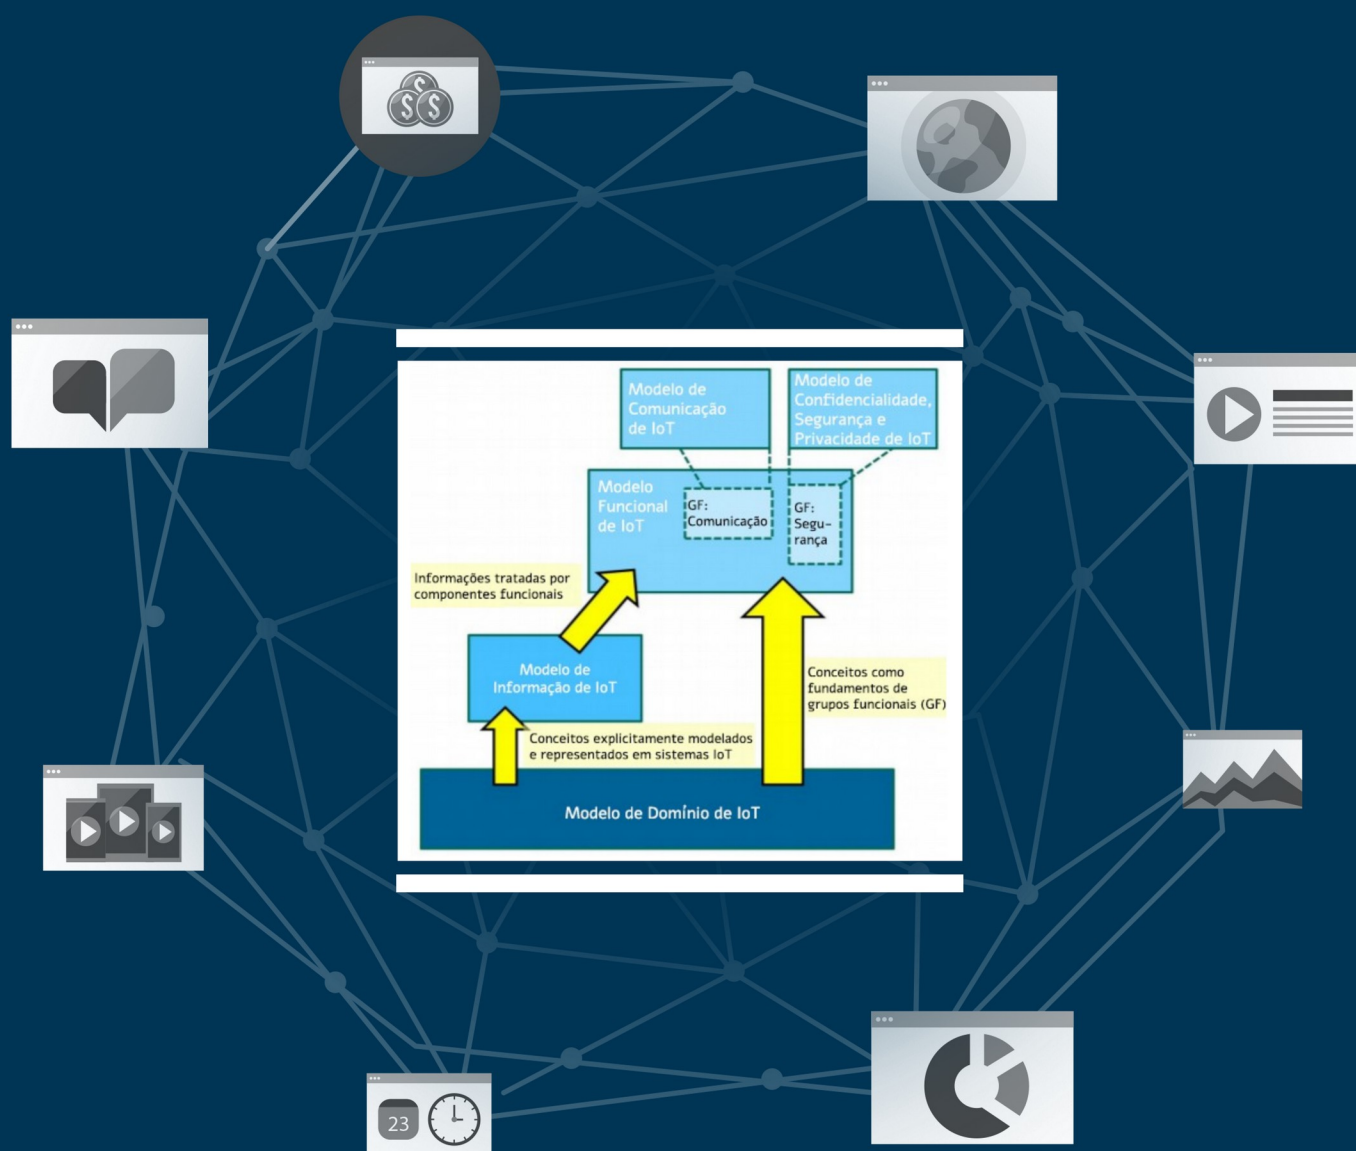 Modelo de
Comunicação
de IoT
Modelo de
Confidencialidade,
Segurança e
Privacidade de IoT
Modelo
Funcional
de IoT
GF:
Comunicação
GF:
Segu-
rança
Informações tratadas por
componentes funcionais
Modelo de
Informação de IoT
Conceitos como
fundamentos de
grupos funcionais (GF)
Conceitos explicitamente modelados
e representados em sistemas IoT
Modelo de Domínio de IoT
$
$ $
23